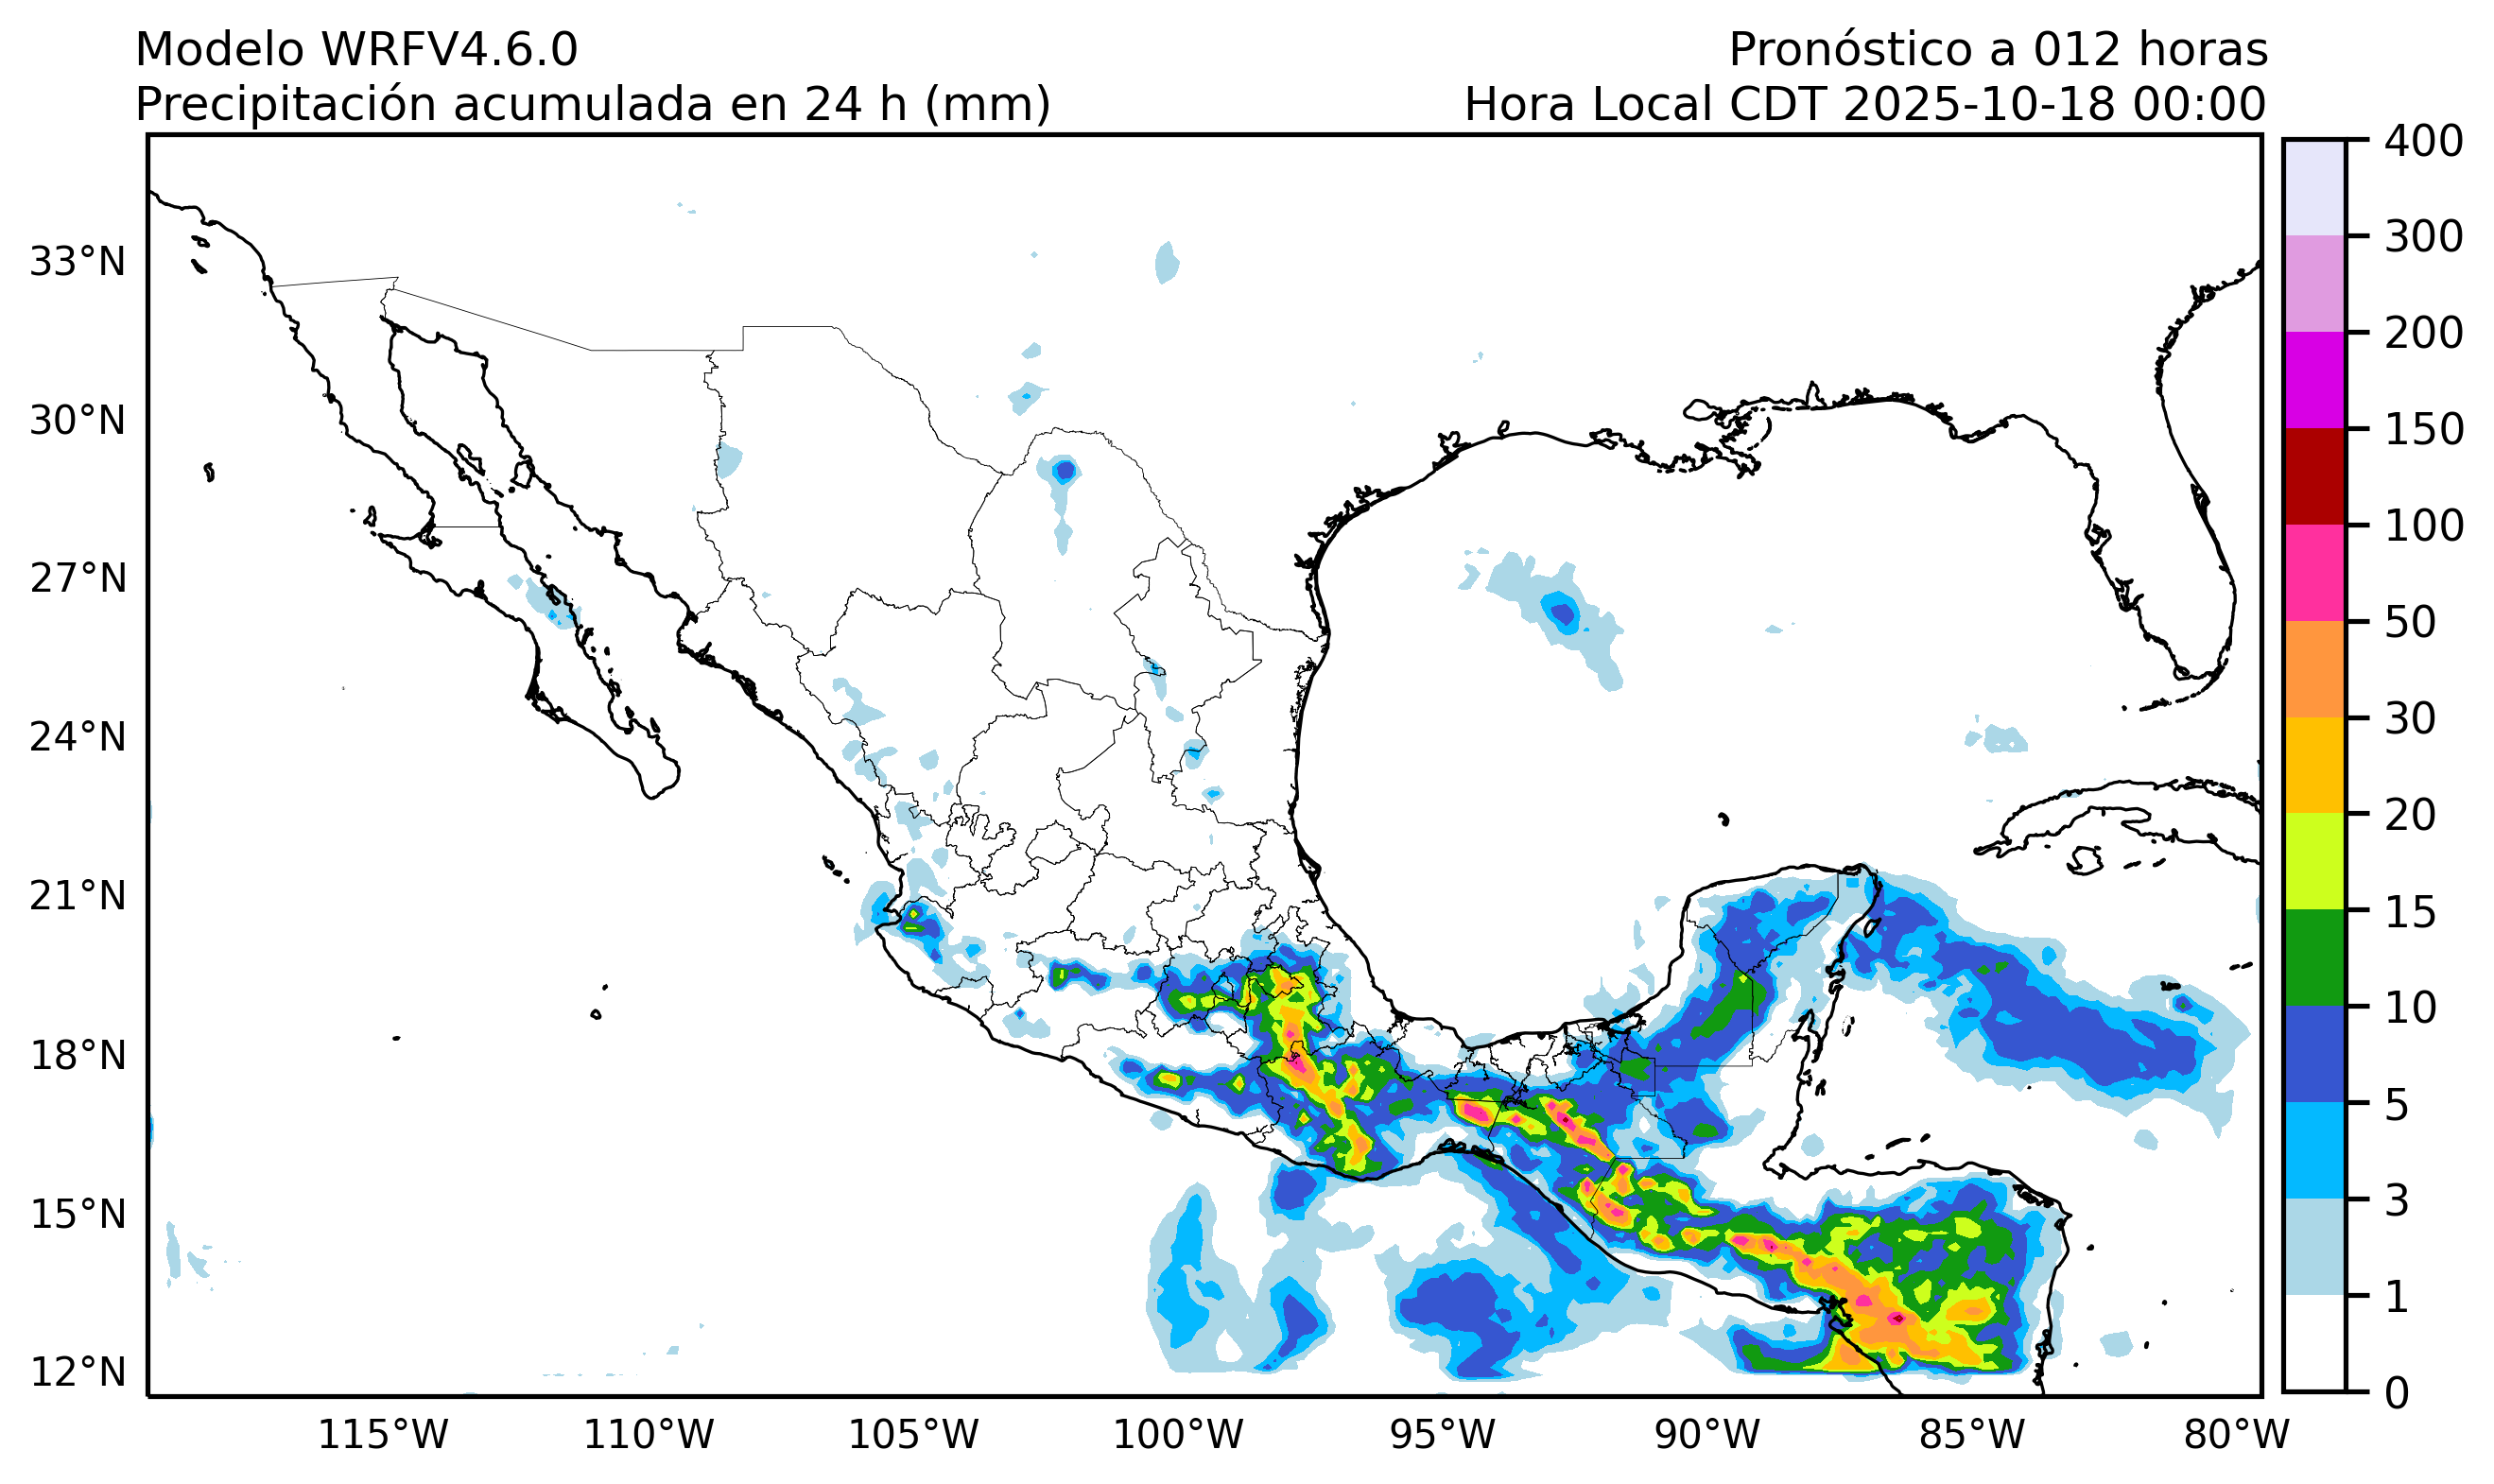 Modelo WRFV4.6.0
Pronóstico a 012 horas
Precipitación acumulada en 24 h (mm)
Hora Local CDT 2025-10-18 00:00
33°N
30°N
27°N
24°N
21°N
18°N
15°N
12°N
115°W
110°W
105°W
100°W
95°W
90°W
85°W
80°W
400
300
200
150
100
50
30
20
15
10
5
3
1
0